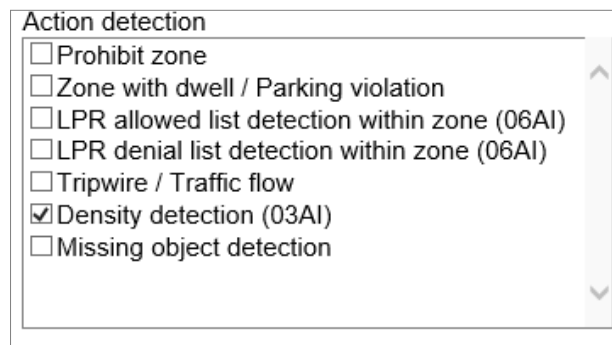 Action detection
Prohibit zone
Zone with dwell / Parking violation
LPR allowed list detection within zone (06AI)
LPR denial list detection within zone (06AI)
Tripwire / Traffic flow
Density detection (03AI)
Missing object detection